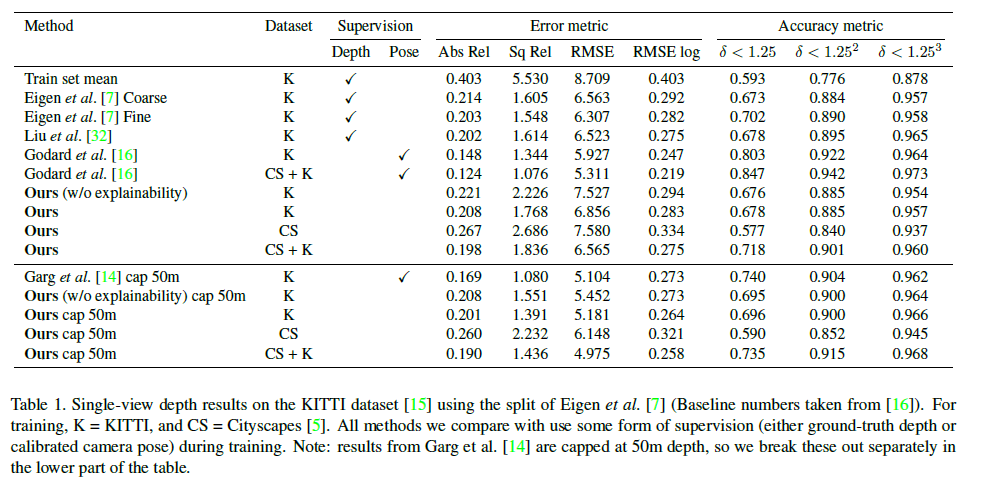 Method Dataset Supervision Error metric Accuracy metric
Depth Pose Abs Rel Sq Rel RMSE RMSE log δ < 1.25 δ < 1.25² δ < 1.25³
Train set mean K ✓ 0.403 5.530 8.709 0.403 0.593 0.776 0.878
Eigen et al. [7] Coarse K ✓ 0.214 1.605 6.563 0.292 0.673 0.884 0.957
Eigen et al. [7] Fine K ✓ 0.203 1.548 6.307 0.282 0.702 0.890 0.958
Liu et al. [32] K ✓ 0.202 1.614 6.523 0.275 0.678 0.895 0.965
Godard et al. [16] K ✓ 0.148 1.344 5.927 0.247 0.803 0.922 0.964
Godard et al. [16] CS + K ✓ 0.124 1.076 5.311 0.219 0.847 0.942 0.973
Ours (w/o explainability) K 0.221 2.226 7.527 0.294 0.676 0.885 0.954
Ours K 0.208 1.768 6.856 0.283 0.678 0.885 0.957
Ours CS 0.267 2.686 7.580 0.334 0.577 0.840 0.937
Ours CS + K 0.198 1.836 6.565 0.275 0.718 0.901 0.960
Garg et al. [14] cap 50m K ✓ 0.169 1.080 5.104 0.273 0.740 0.904 0.962
Ours (w/o explainability) cap 50m K 0.208 1.551 5.452 0.273 0.695 0.900 0.964
Ours cap 50m K 0.201 1.391 5.181 0.264 0.696 0.900 0.966
Ours cap 50m CS 0.260 2.232 6.148 0.321 0.590 0.852 0.945
Ours cap 50m CS + K 0.190 1.436 4.975 0.258 0.735 0.915 0.968
Table 1. Single-view depth results on the KITTI dataset [15] using the split of Eigen et al. [7] (Baseline numbers taken from [16]). For
training, K = KITTI, and CS = Cityscapes [5]. All methods we compare with use some form of supervision (either ground-truth depth or
calibrated camera pose) during training. Note: results from Garg et al. [14] are capped at 50m depth, so we break these out separately in
the lower part of the table.